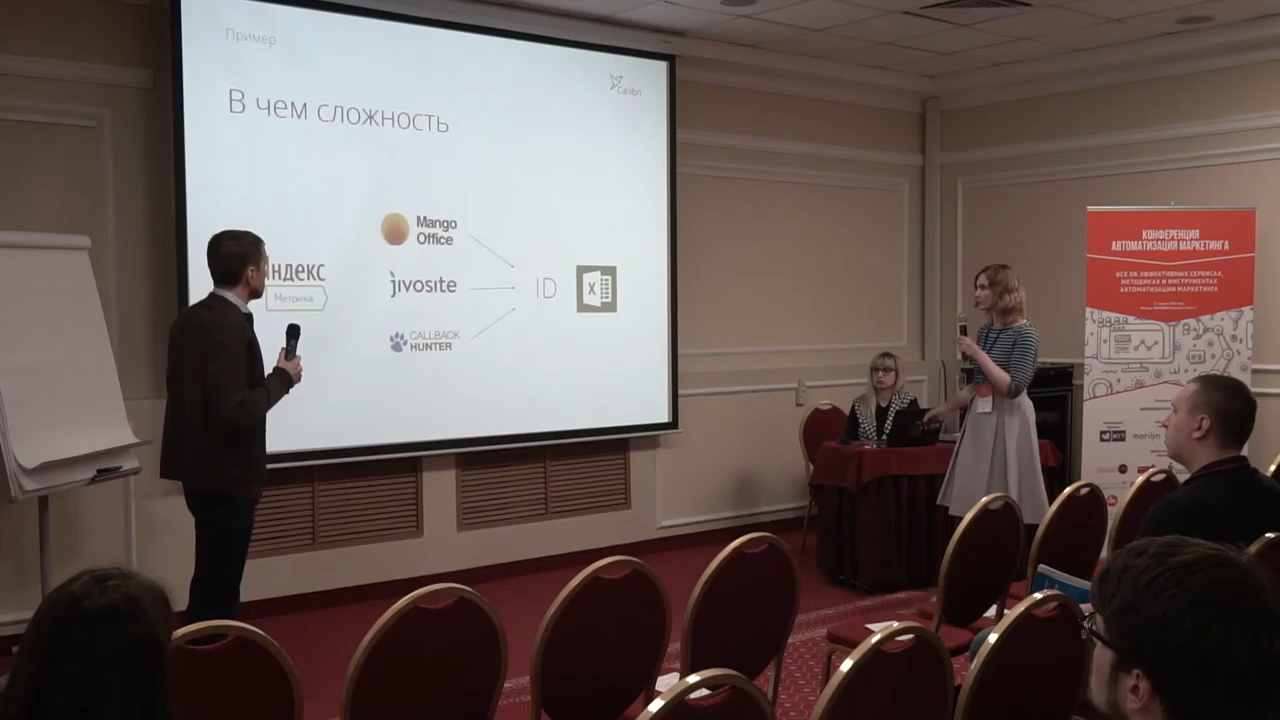 Пример
Calibri
В чем сложность
Mango
Office
ндекс
Метрика
jivosite
ID
X
CALLBACK
HUNTER
КОНФЕРЕНЦИЯ
АВТОМАТИЗАЦИЯ МАРКЕТИНГА
ВСЕ ОБ ЭФФЕКТИВНЫХ СЕРВИСАХ,
МЕТОДИКАХ И ИНСТРУМЕНТАХ
АВТОМАТИЗАЦИИ МАРКЕТИНГА
МТТ
marilyn